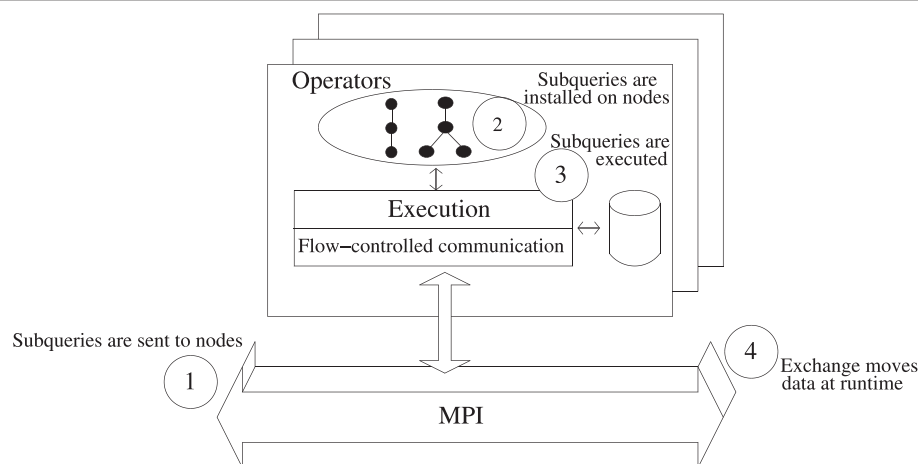 Operators
Subqueries are
installed on nodes
2
Subqueries are
executed
3
Execution
Flow−controlled communication
Subqueries are sent to nodes
1
4
Exchange moves
data at runtime
MPI